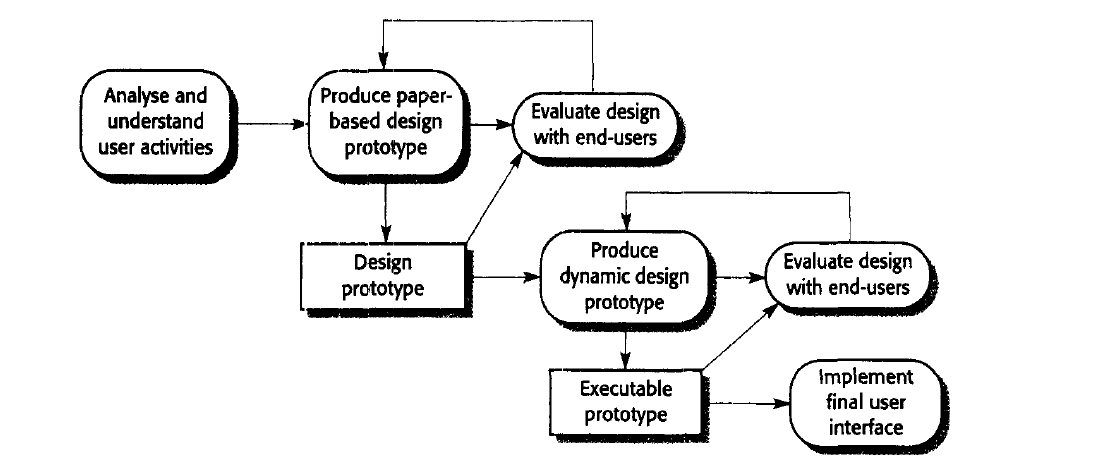 Analyse and
understand
user activities
Produce paper-
based design
prototype
Evaluate design
with end-users
Design
prototype
Produce
dynamic design
prototype
Evaluate design
with end-users
Executable
prototype
Implement
final user
interface